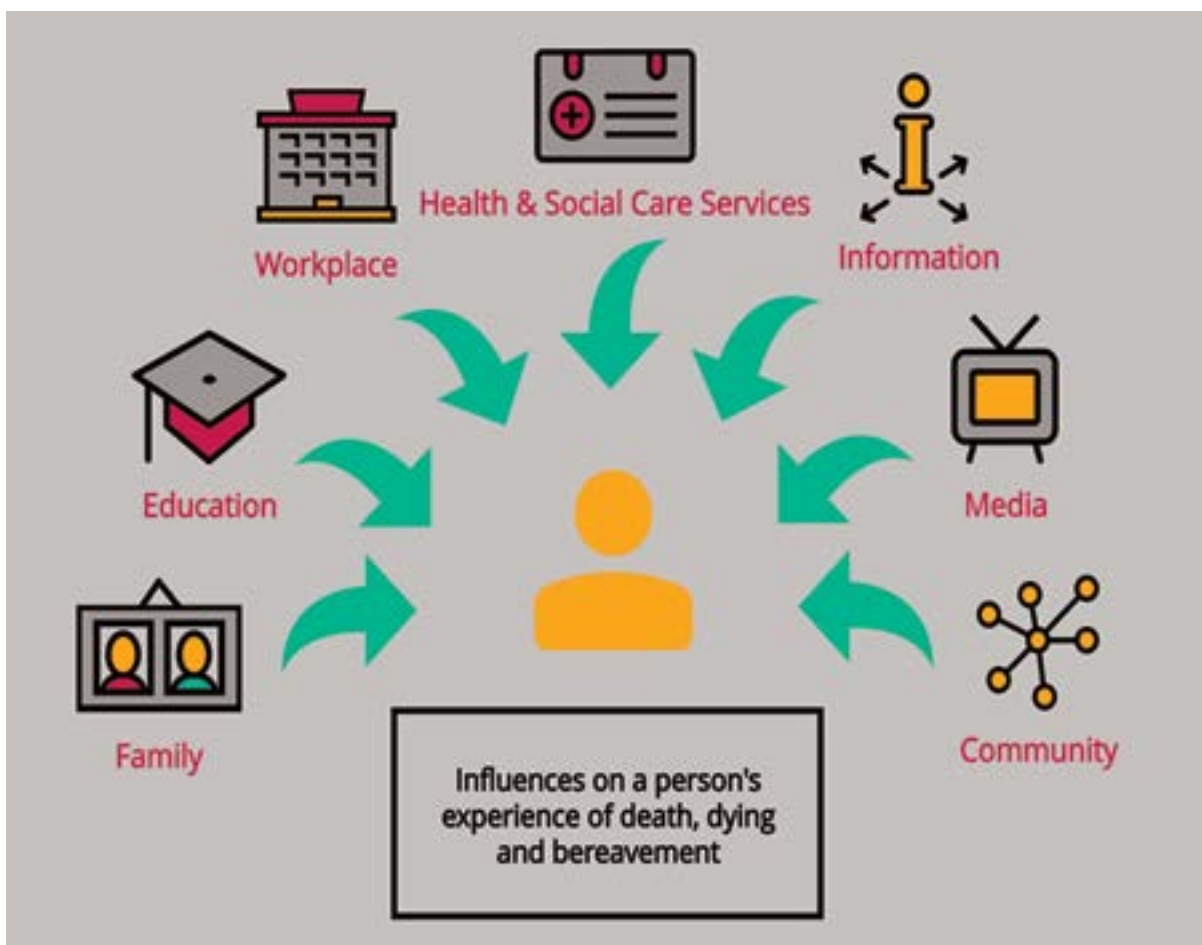 Health & Social Care Services
Workplace
Information
Education
Media
Family
Community
Influences on a person's
experience of death, dying
and bereavement